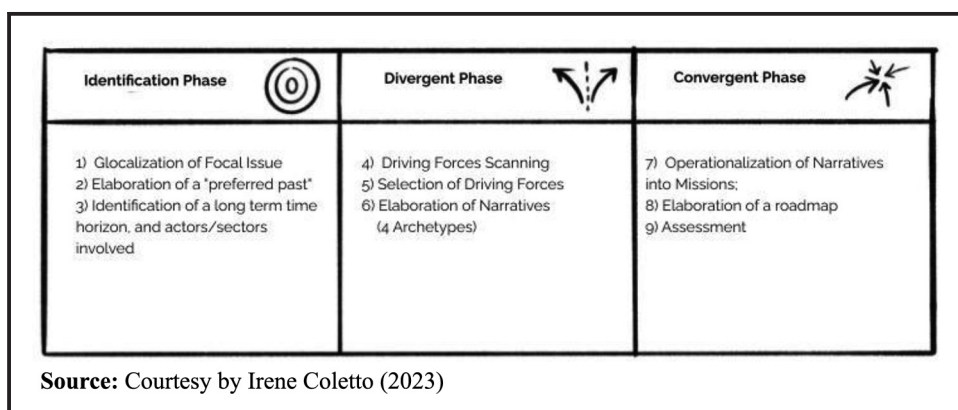 Identification Phase
Divergent Phase
Convergent Phase
1) Glocalization of Focal Issue
2) Elaboration of a "preferred past"
3) Identification of a long term time
horizon, and actors/sectors
involved
4) Driving Forces Scanning
5) Selection of Driving Forces
6) Elaboration of Narratives
(4 Archetypes)
7) Operationalization of Narratives
into Missions;
8) Elaboration of a roadmap
9) Assessment
Source: Courtesy by Irene Coletto (2023)